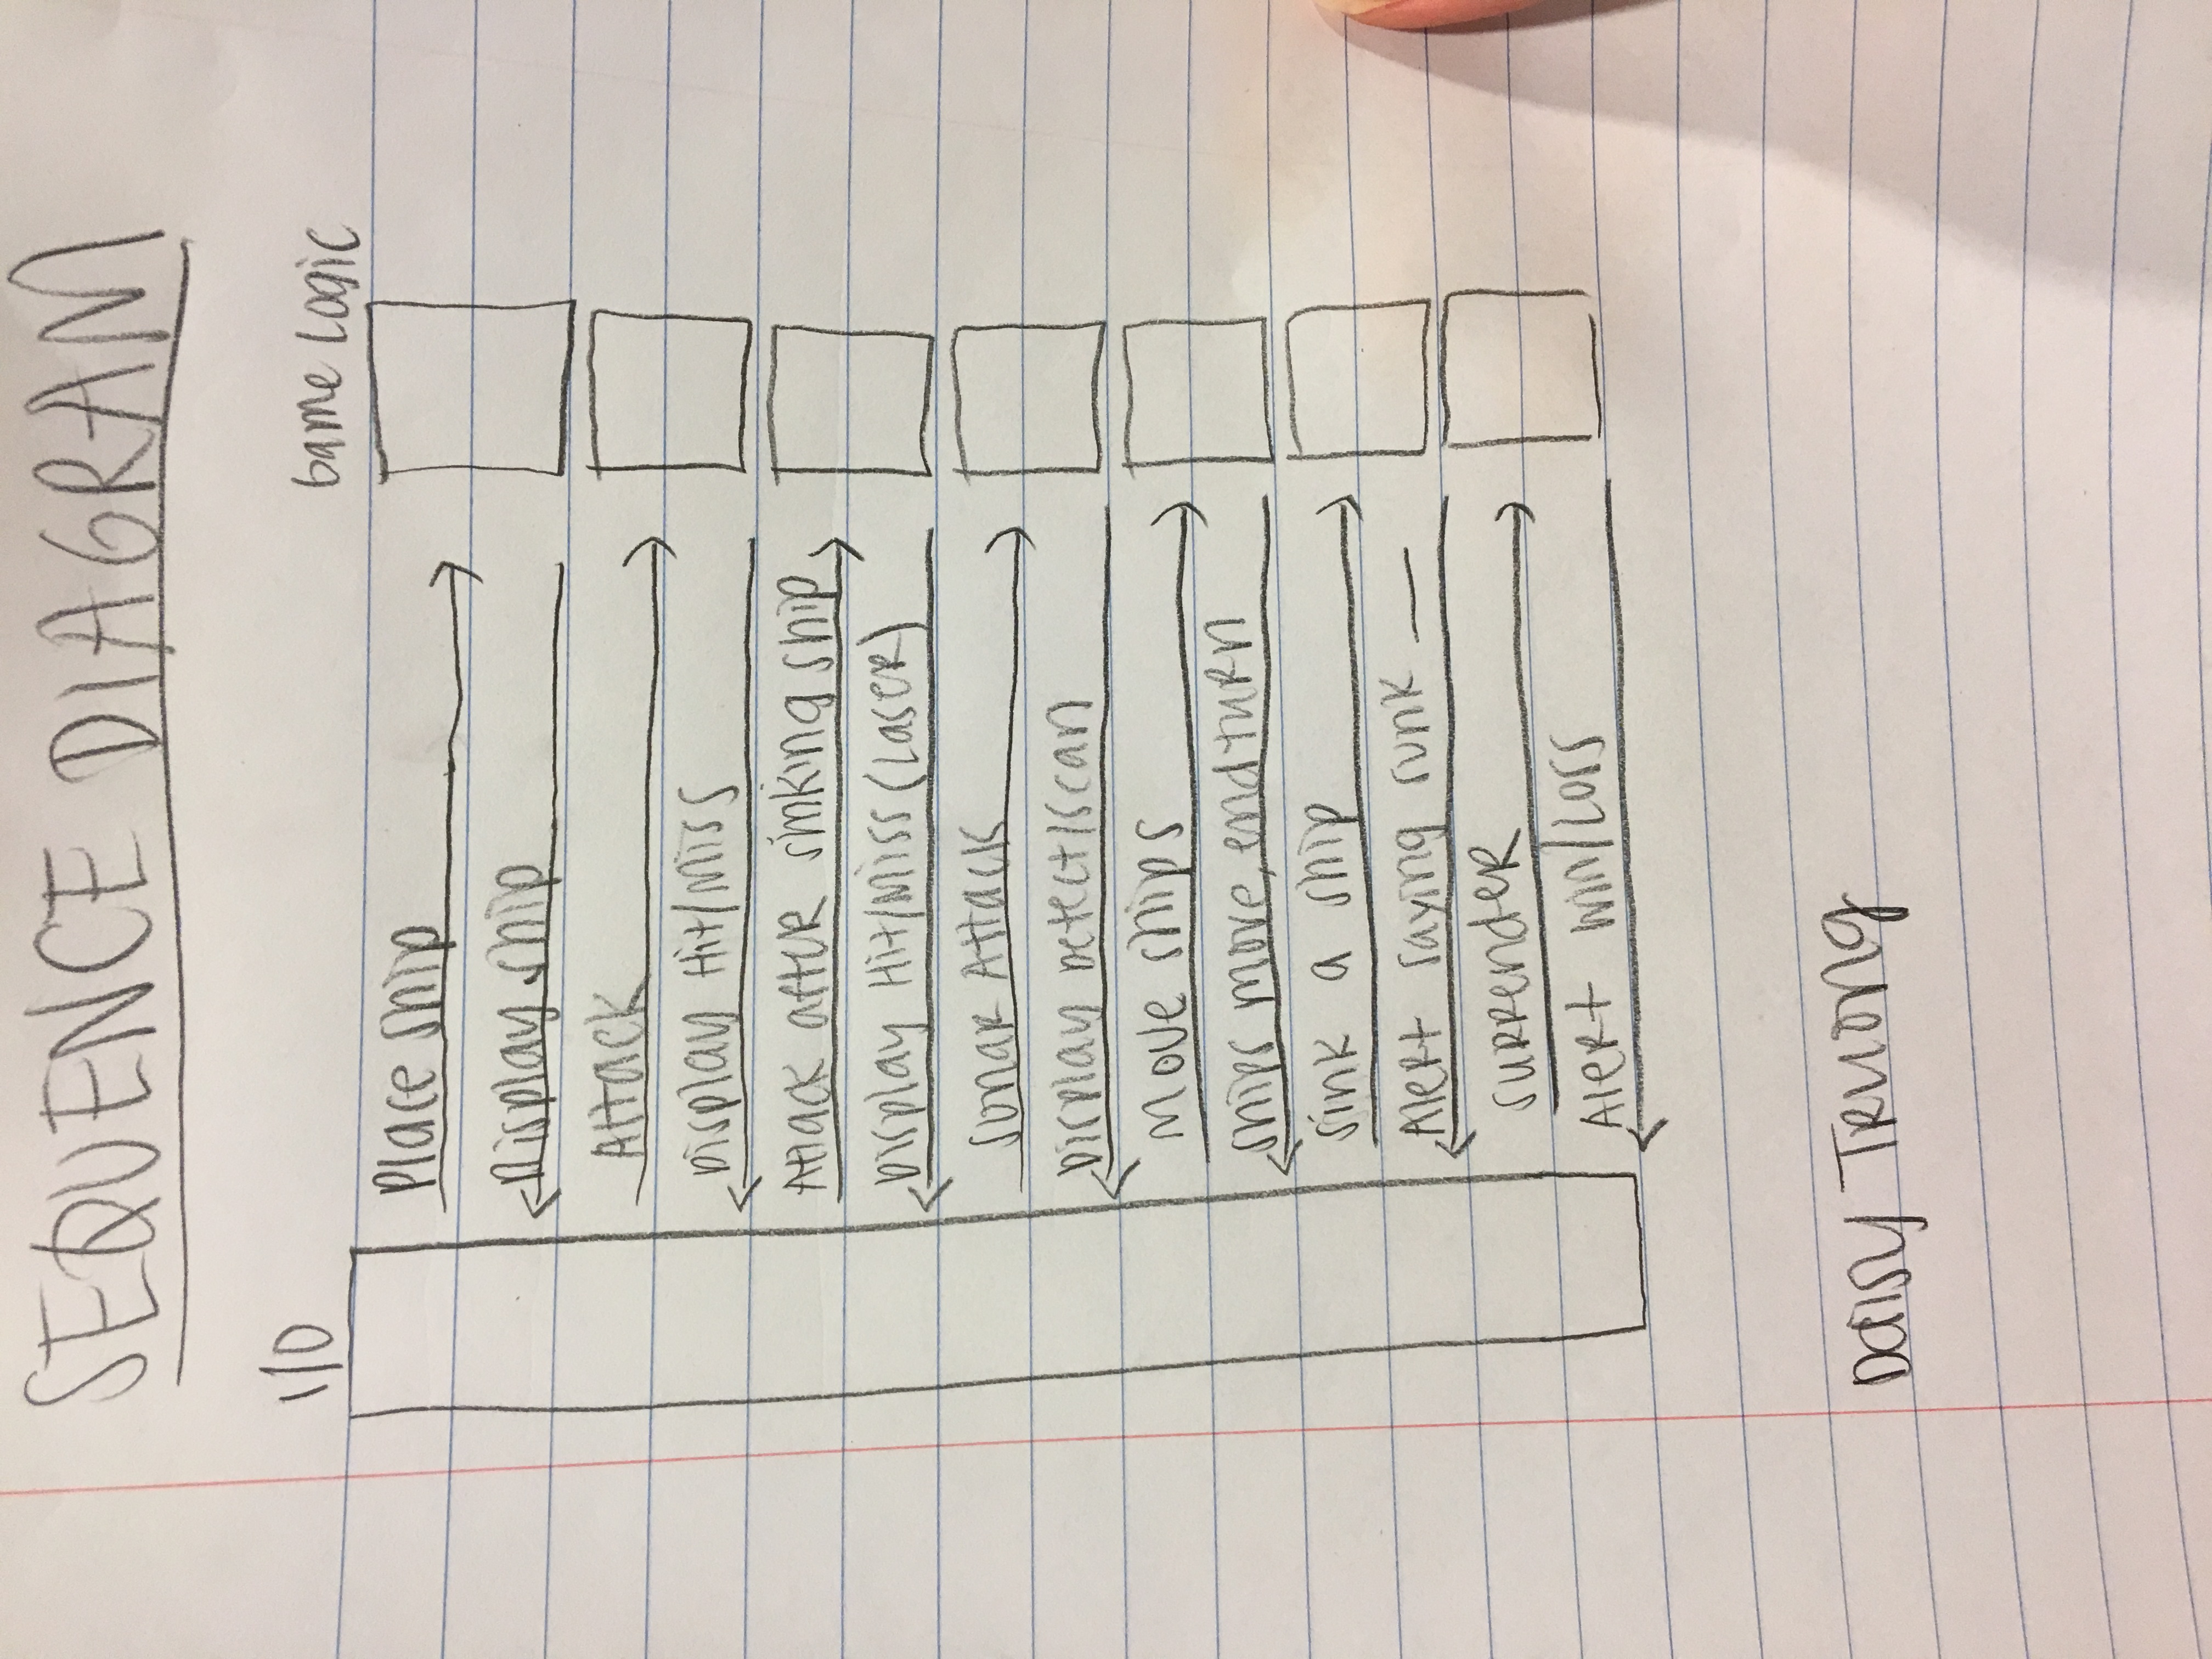 SEQUENCE DIAGRAM
I/O
Game Logic
Place ship
Display ship
Attack
Display Hit/Miss
Attack after sinking ship
Display Hit/Miss (Laser)
Sonar Attack
Display Detect/Scan
Move ships
ships move, end turn
sink a ship
Alert saying sunk __
surrender
Alert win/Loss
Daisy Truong